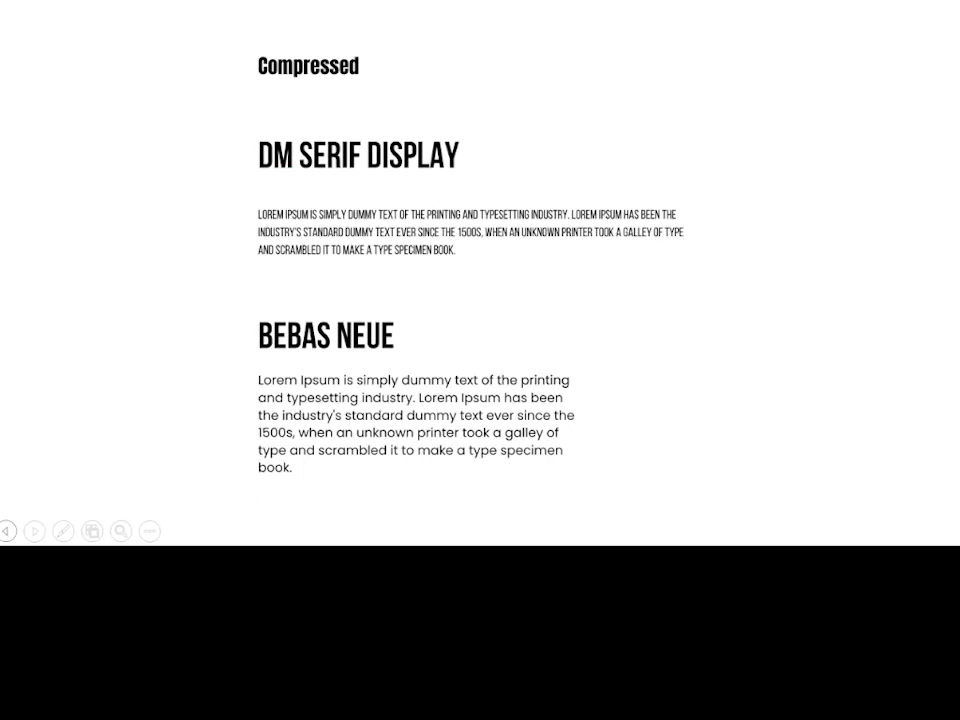 Compressed
DM SERIF DISPLAY
LOREM IPSUM IS SIMPLY DUMMY TEXT OF THE PRINTING AND TYPESETTING INDUSTRY. LOREM IPSUM HAS BEEN THE
INDUSTRY'S STANDARD DUMMY TEXT EVER SINCE THE 1500S, WHEN AN UNKNOWN PRINTER TOOK A GALLEY OF TYPE
AND SCRAMBLED IT TO MAKE A TYPE SPECIMEN BOOK.
BEBAS NEUE
Lorem Ipsum is simply dummy text of the printing
and typesetting industry. Lorem Ipsum has been
the industry's standard dummy text ever since the
1500s, when an unknown printer took a galley of
type and scrambled it to make a type specimen
book.